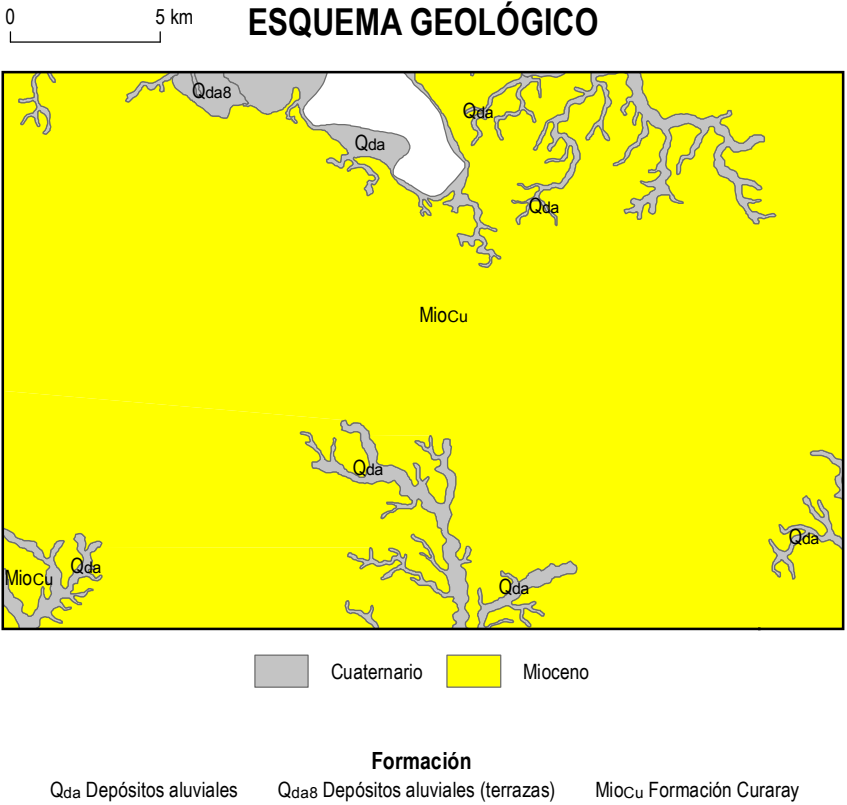 0 5 km
ESQUEMA GEOLÓGICO
Qda8
Qda
Qda
Qda
MioCu
Qda
Qda
Qda
MioCu
Qda
Cuaternario
Mioceno
Formación
Qda Depósitos aluviales Qda8 Depósitos aluviales (terrazas) MioCu Formación Curaray